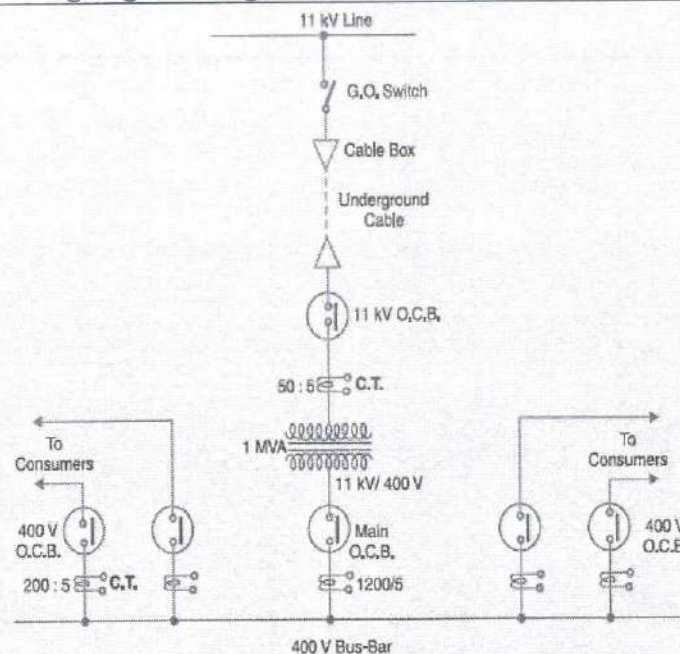 11 kV Line
G.O. Switch
Cable Box
Underground
Cable
11 kV O.C.B.
50 : 5 C.T.
1 MVA
11 kV/ 400 V
To
Consumers
To
Consumers
400 V
O.C.B.
Main
O.C.B.
400 V
O.C.B
200 : 5 C.T.
1200/5
400 V Bus-Bar